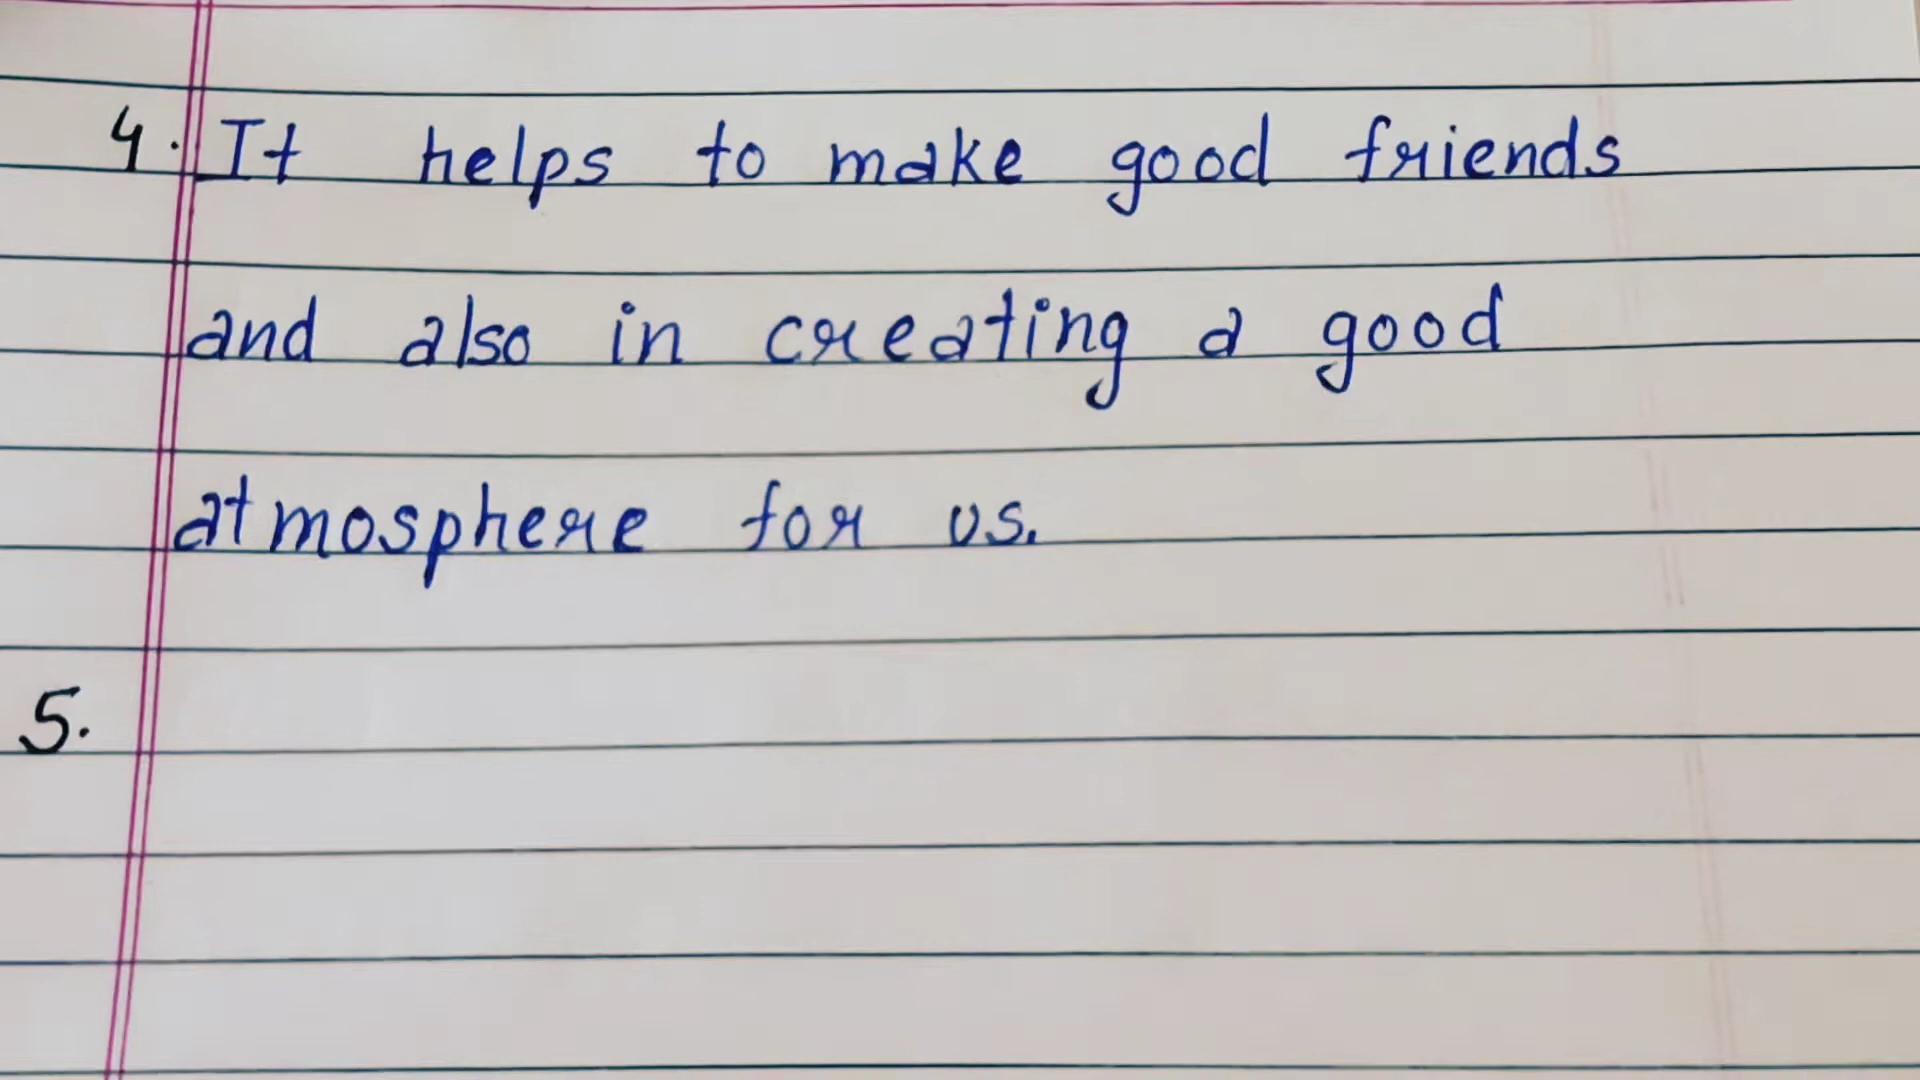 4. It helps to make good friends
and also in creating a good
atmosphere for us.
5.